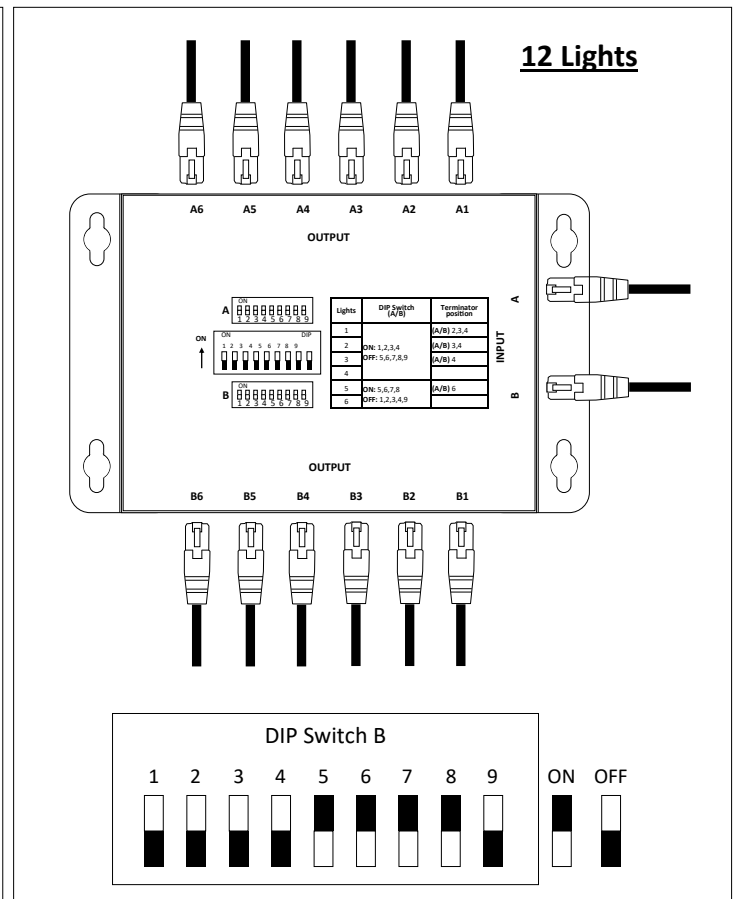 12 Lights
A6 A5 A4 A3 A2 A1
OUTPUT
A
ON
1 2 3 4 5 6 7 8 9
ON
ON DIP
1 2 3 4 5 6 7 8 9
B
ON
1 2 3 4 5 6 7 8 9
Lights DIP Switch (A/B) Terminator position
1 (A/B) 2,3,4
2 ON: 1,2,3,4 (A/B) 3,4
3 OFF: 5,6,7,8,9 (A/B) 4
4
5 ON: 5,6,7,8 (A/B) 6
6 OFF: 1,2,3,4,9
A
INPUT
B
OUTPUT
B6 B5 B4 B3 B2 B1
DIP Switch B
1 2 3 4 5 6 7 8 9 ON OFF